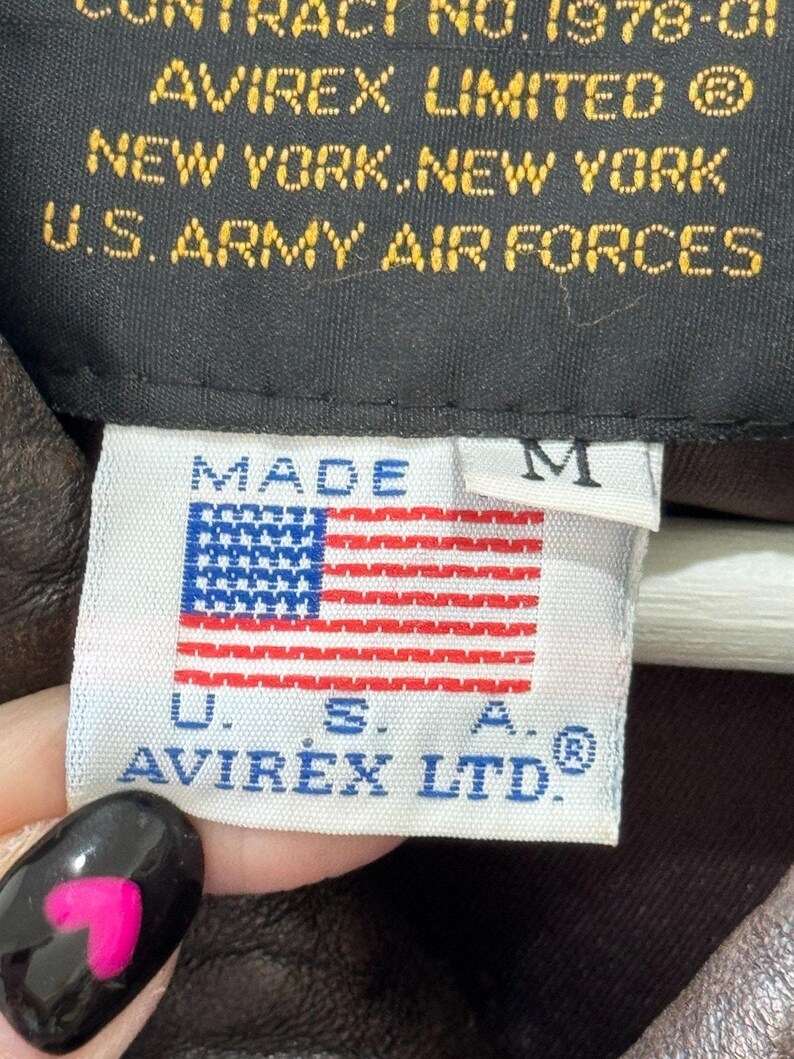 CONTRACT NO. 1978-01
AVIREX LIMITED ®
NEW YORK, NEW YORK
U.S. ARMY AIR FORCES
M
MADE
U. S. A.
AVIREX LTD.®